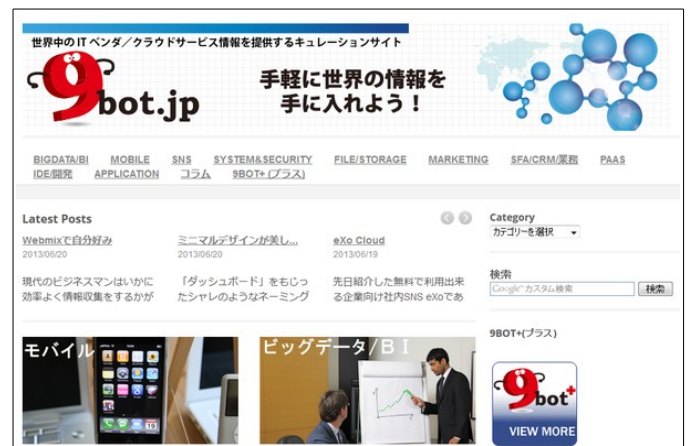 世界中のITベンダ／クラウドサービス情報を提供するキュレーションサイト
9bot.jp
手軽に世界の情報を
手に入れよう！
BIGDATA/BI MOBILE SNS SYSTEM&SECURITY FILE/STORAGE MARKETING SFA/CRM/業務 PAAS
IDE/開発 APPLICATION コラム 9BOT+ (プラス)
Latest Posts
Webmixで自分好み
2013/06/20
現代のビジネスマンはいかに
効率よく情報収集をするかが
ミニマルデザインが美し...
2013/06/20
「ダッシュボード」をもじっ
たシャレのようなネーミング
eXo Cloud
2013/06/19
先日紹介した無料で利用出来
る企業向け社内SNS eXoであ
Category
カテゴリーを選択
検索
Google™ カスタム検索
検索
9BOT+(プラス)
9bot+
VIEW MORE
モバイル
ビッグデータ/BI